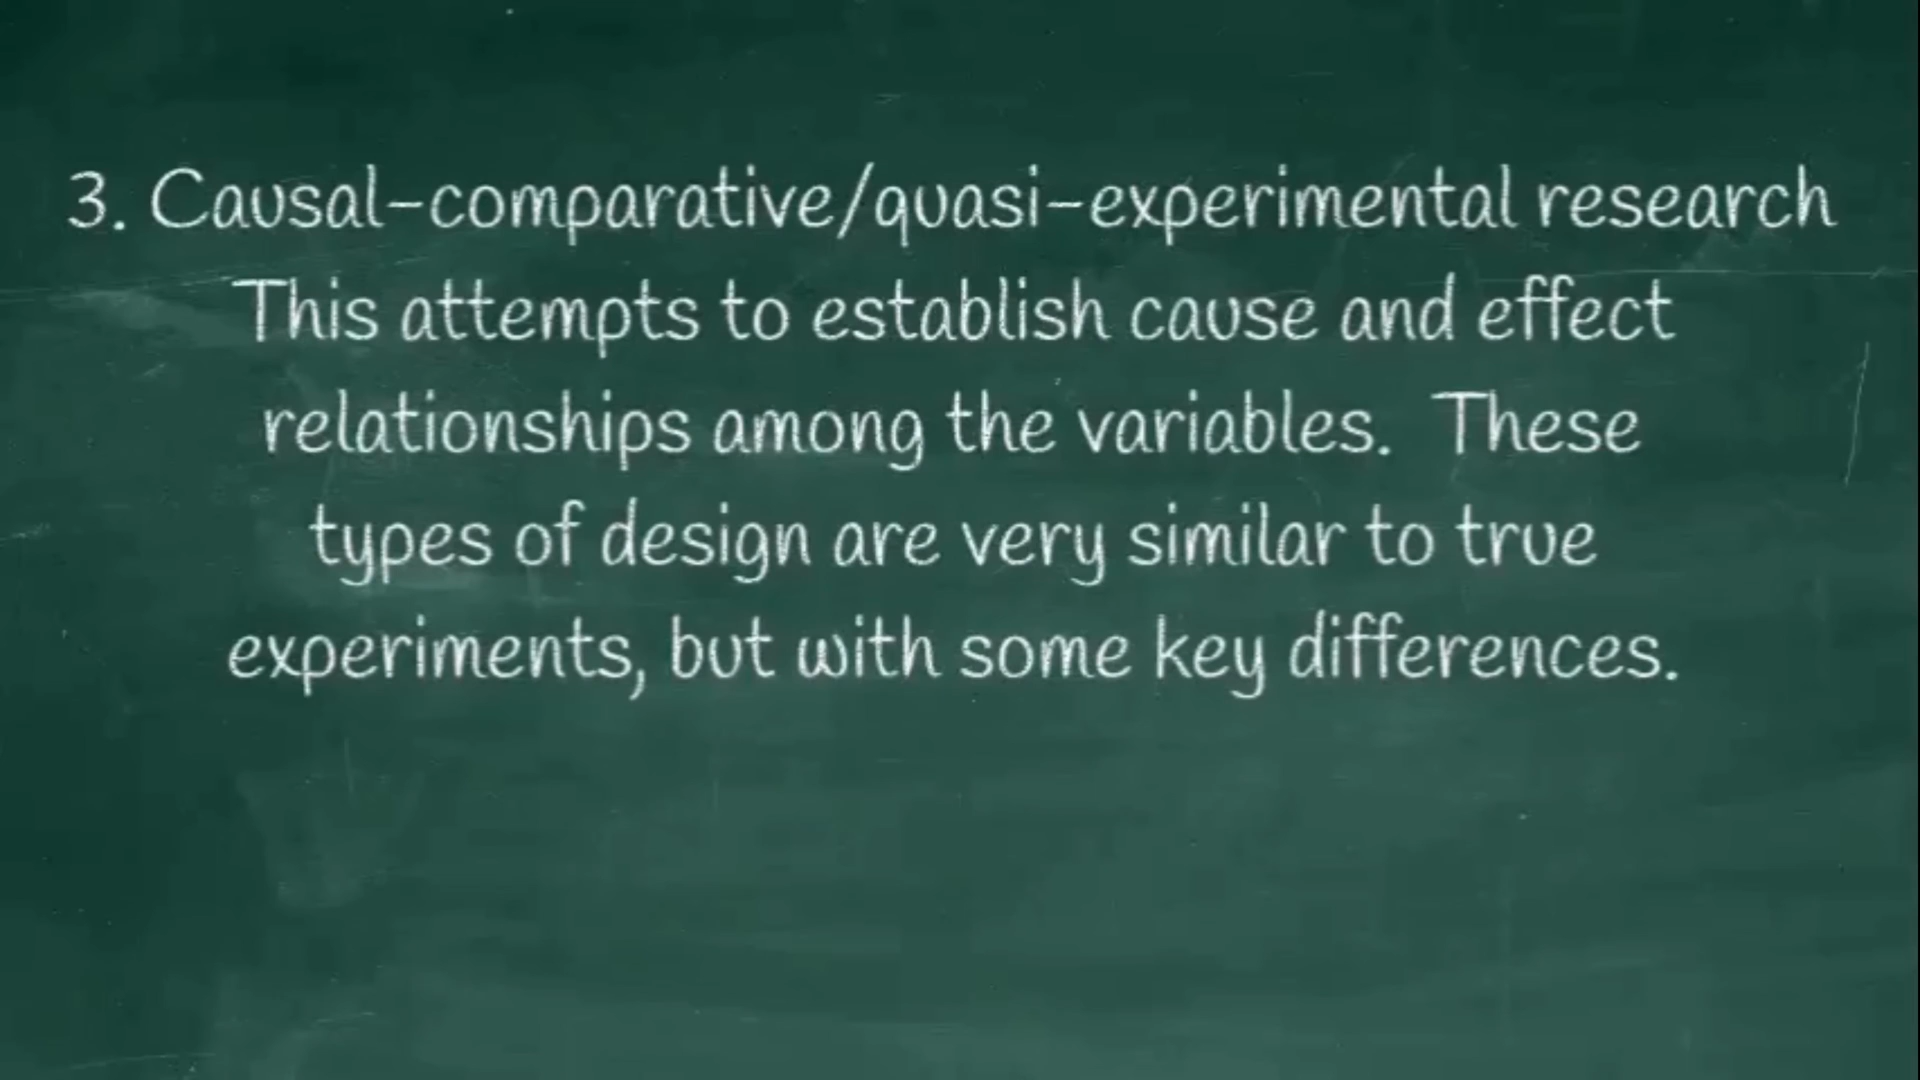 3. Causal-comparative/quasi-experimental research
This attempts to establish cause and effect
relationships among the variables.  These
types of design are very similar to true
experiments, but with some key differences.